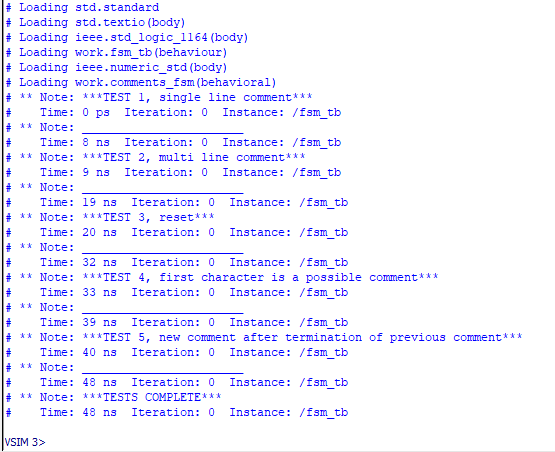 # Loading std.standard
# Loading std.textio(body)
# Loading ieee.std_logic_1164(body)
# Loading work.fsm_tb(behaviour)
# Loading ieee.numeric_std(body)
# Loading work.comments_fsm(behavioral)
# ** Note: ***TEST 1, single line comment***
#    Time: 0 ps  Iteration: 0  Instance: /fsm_tb
# ** Note: _______________________
#    Time: 8 ns  Iteration: 0  Instance: /fsm_tb
# ** Note: ***TEST 2, multi line comment***
#    Time: 9 ns  Iteration: 0  Instance: /fsm_tb
# ** Note: _______________________
#    Time: 19 ns  Iteration: 0  Instance: /fsm_tb
# ** Note: ***TEST 3, reset***
#    Time: 20 ns  Iteration: 0  Instance: /fsm_tb
# ** Note: _______________________
#    Time: 32 ns  Iteration: 0  Instance: /fsm_tb
# ** Note: ***TEST 4, first character is a possible comment***
#    Time: 33 ns  Iteration: 0  Instance: /fsm_tb
# ** Note: _______________________
#    Time: 39 ns  Iteration: 0  Instance: /fsm_tb
# ** Note: ***TEST 5, new comment after termination of previous comment***
#    Time: 40 ns  Iteration: 0  Instance: /fsm_tb
# ** Note: _______________________
#    Time: 48 ns  Iteration: 0  Instance: /fsm_tb
# ** Note: ***TESTS COMPLETE***
#    Time: 48 ns  Iteration: 0  Instance: /fsm_tb
VSIM 3>